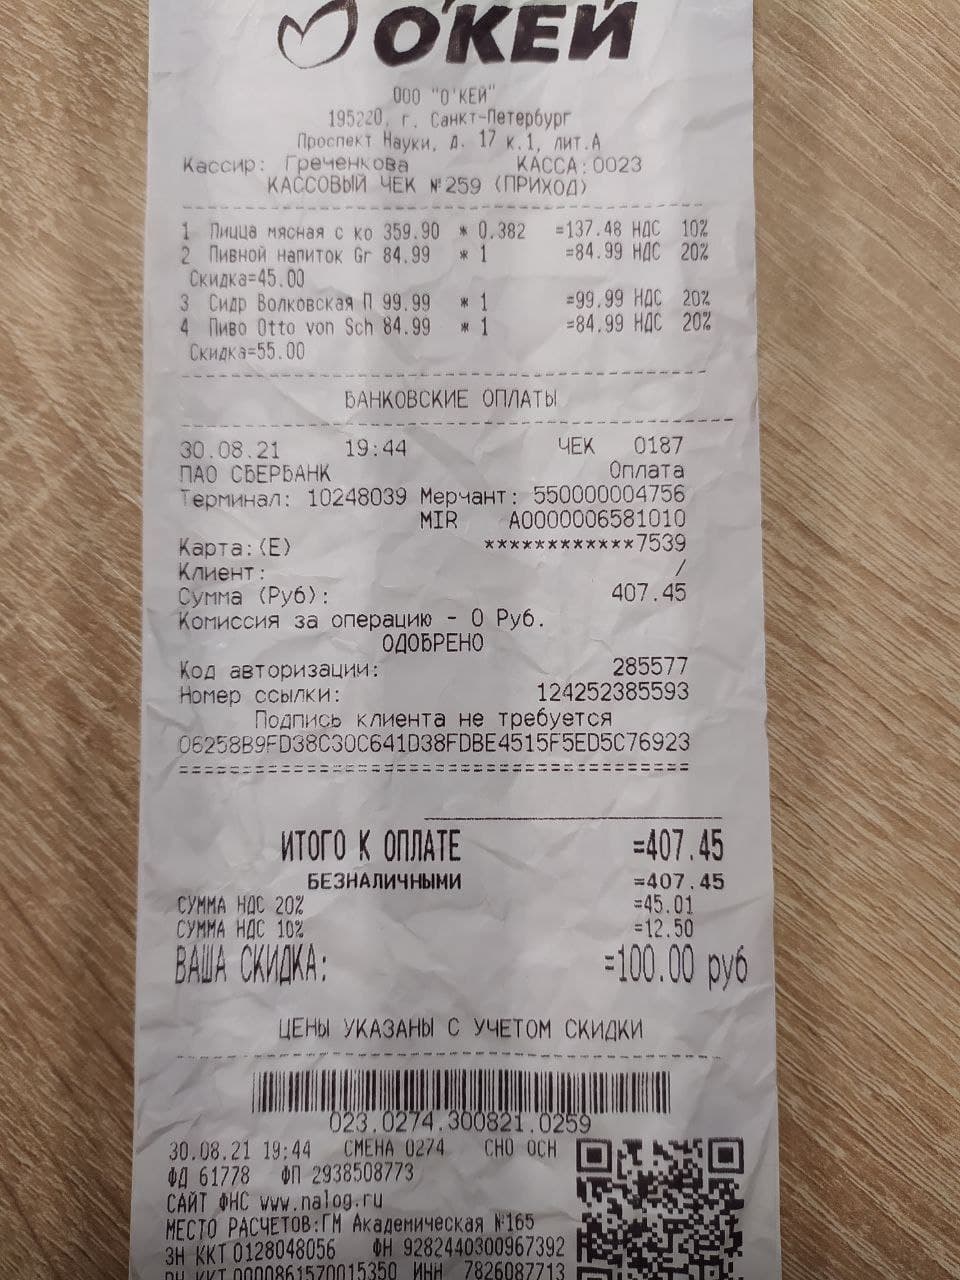 О'КЕЙ
ООО "О'КЕЙ"
195220, г. Санкт-Петербург
Проспект Науки, д. 17 к.1, лит.А
Кассир: Греченкова КАССА:0023
КАССОВЫЙ ЧЕК №259 (ПРИХОД)
1 Пицца мясная с ко 359.90 * 0.382 =137.48 НДС 10%
2 Пивной напиток Gr 84.99 * 1 =84.99 НДС 20%
Скидка=45.00
3 Сидр Волковская П 99.99 * 1 =99.99 НДС 20%
4 Пиво Otto von Sch 84.99 * 1 =84.99 НДС 20%
Скидка=55.00
БАНКОВСКИЕ ОПЛАТЫ
30.08.21 19:44 ЧЕК 0187
ПАО СБЕРБАНК Оплата
Терминал: 10248039 Мерчант: 550000004756
MIR A0000006581010
Карта:(E) ************7539
Клиент: /
Сумма (Руб): 407.45
Комиссия за операцию - 0 Руб.
ОДОБРЕНО
Код авторизации: 285577
Номер ссылки: 124252385593
Подпись клиента не требуется
06258B9FD38C30C641D38FDBE4515F5ED5C76923
==========================================
ИТОГО К ОПЛАТЕ =407.45
БЕЗНАЛИЧНЫМИ =407.45
СУММА НДС 20% =45.01
СУММА НДС 10% =12.50
ВАША СКИДКА: =100.00 руб
ЦЕНЫ УКАЗАНЫ С УЧЕТОМ СКИДКИ
023.0274.300821.0259
30.08.21 19:44 СМЕНА 0274 СНО ОСН
ФД 61778 ФП 2938508773
САЙТ ФНС www.nalog.ru
МЕСТО РАСЧЕТОВ:ГМ Академическая №165
ЗН ККТ 0128048056 ФН 9282440300967392
РН ККТ 0000861570015350 ИНН 7826087713